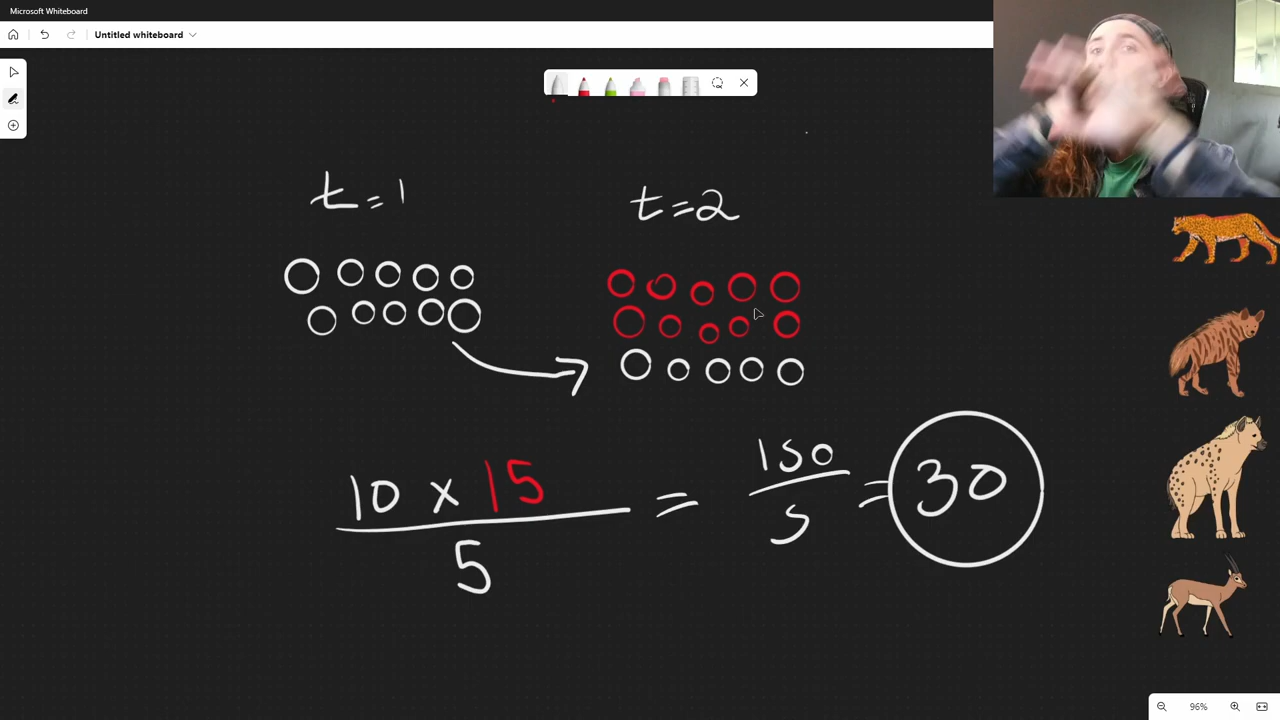 Microsoft Whiteboard
Untitled whiteboard
t=1
t=2
10 x 15
5
=
150
5
=
30
96%